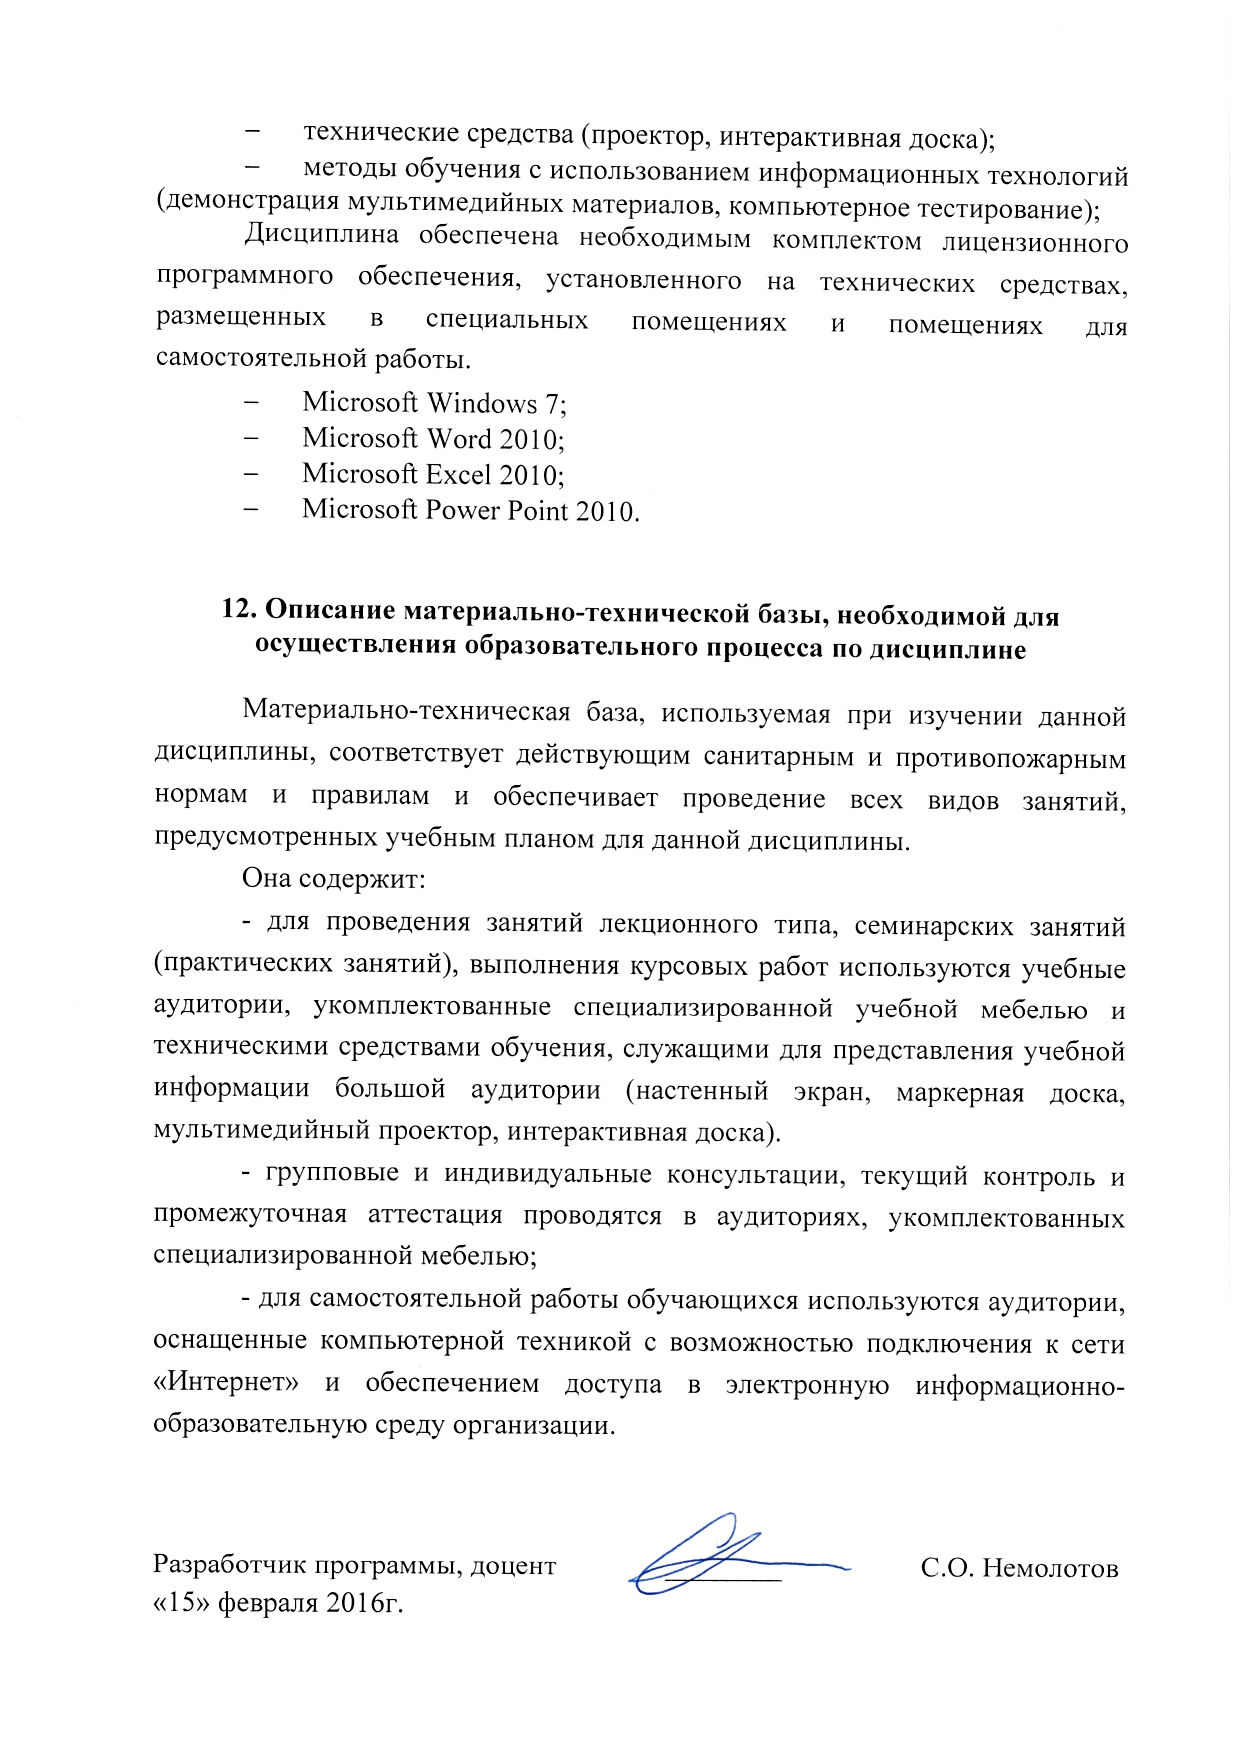 –	технические средства (проектор, интерактивная доска);
–	методы обучения с использованием информационных технологий
(демонстрация мультимедийных материалов, компьютерное тестирование);
Дисциплина обеспечена необходимым комплектом лицензионного
программного обеспечения, установленного на технических средствах,
размещенных в специальных помещениях и помещениях для
самостоятельной работы.
–	Microsoft Windows 7;
–	Microsoft Word 2010;
–	Microsoft Excel 2010;
–	Microsoft Power Point 2010.
12. Описание материально-технической базы, необходимой для
осуществления образовательного процесса по дисциплине
Материально-техническая база, используемая при изучении данной
дисциплины, соответствует действующим санитарным и противопожарным
нормам и правилам и обеспечивает проведение всех видов занятий,
предусмотренных учебным планом для данной дисциплины.
Она содержит:
- для проведения занятий лекционного типа, семинарских занятий
(практических занятий), выполнения курсовых работ используются учебные
аудитории, укомплектованные специализированной учебной мебелью и
техническими средствами обучения, служащими для представления учебной
информации большой аудитории (настенный экран, маркерная доска,
мультимедийный проектор, интерактивная доска).
- групповые и индивидуальные консультации, текущий контроль и
промежуточная аттестация проводятся в аудиториях, укомплектованных
специализированной мебелью;
- для самостоятельной работы обучающихся используются аудитории,
оснащенные компьютерной техникой с возможностью подключения к сети
«Интернет» и обеспечением доступа в электронную информационно-
образовательную среду организации.
Разработчик программы, доцент	С.О. Немолотов
«15» февраля 2016г.